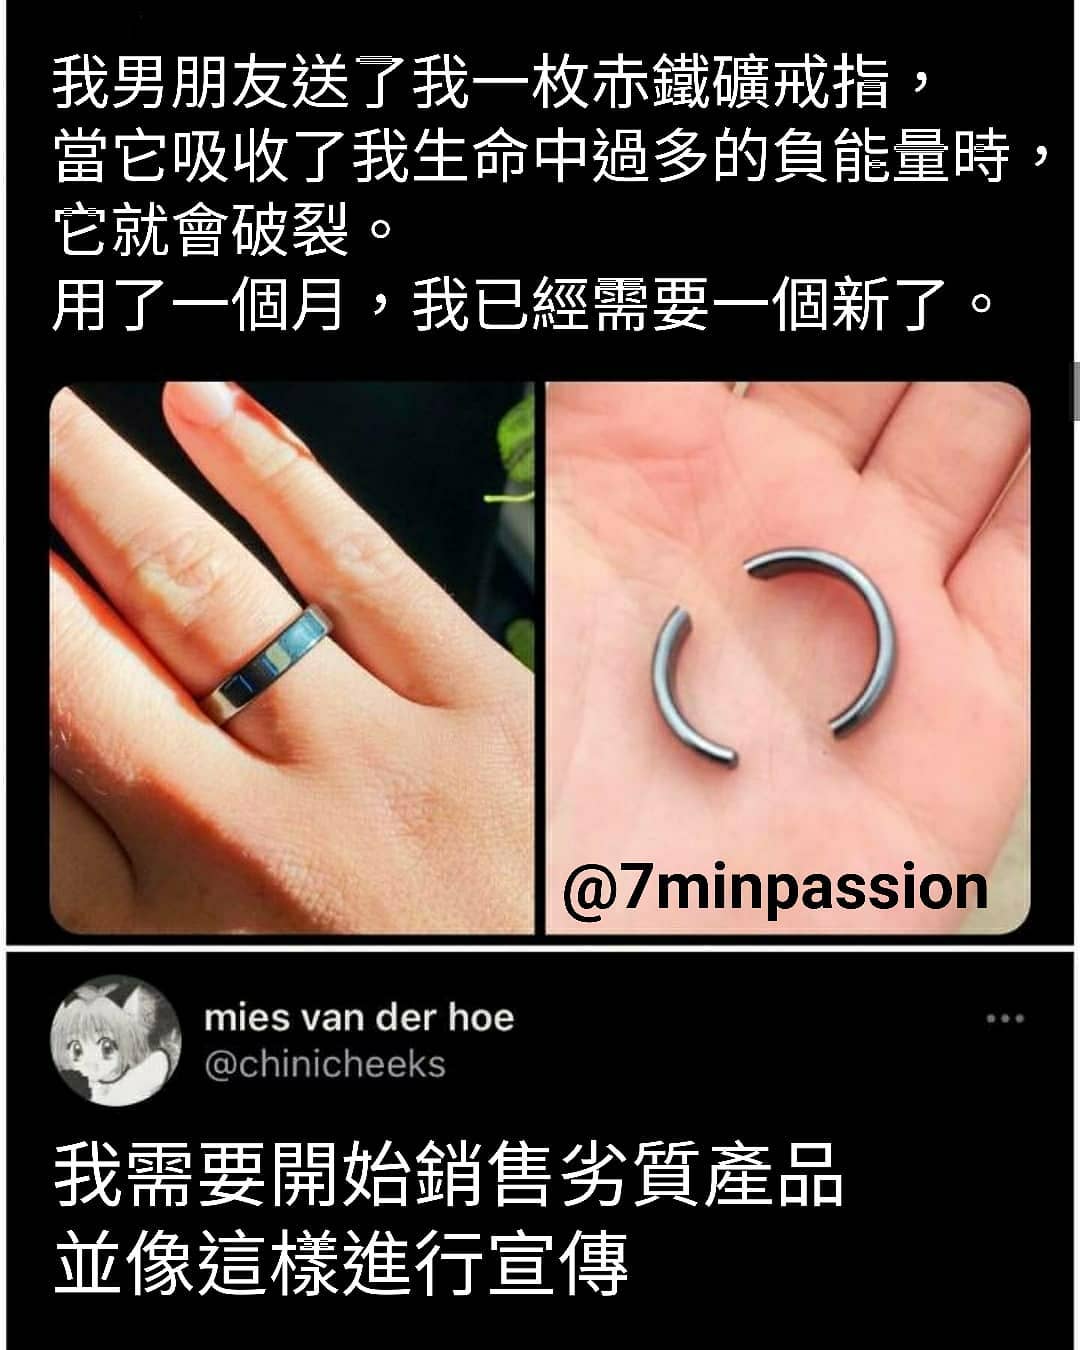 我男朋友送了我一枚赤鐵礦戒指，
當它吸收了我生命中過多的負能量時，
它就會破裂。
用了一個月，我已經需要一個新了。
@7minpassion
mies van der hoe
@chinicheeks
我需要開始銷售劣質產品
並像這樣進行宣傳